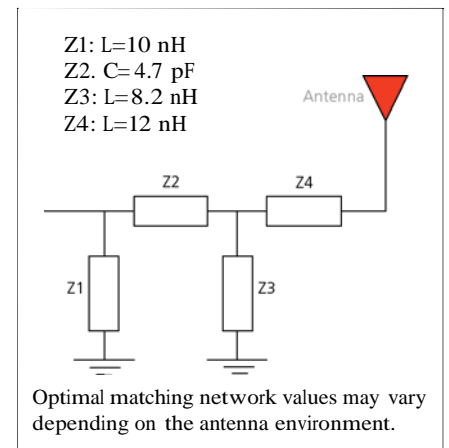 Z1: L=10 nH
Z2. C=4.7 pF
Z3: L=8.2 nH
Z4: L=12 nH
Antenna
Z2
Z4
Z1
Z3
Optimal matching network values may vary
depending on the antenna environment.